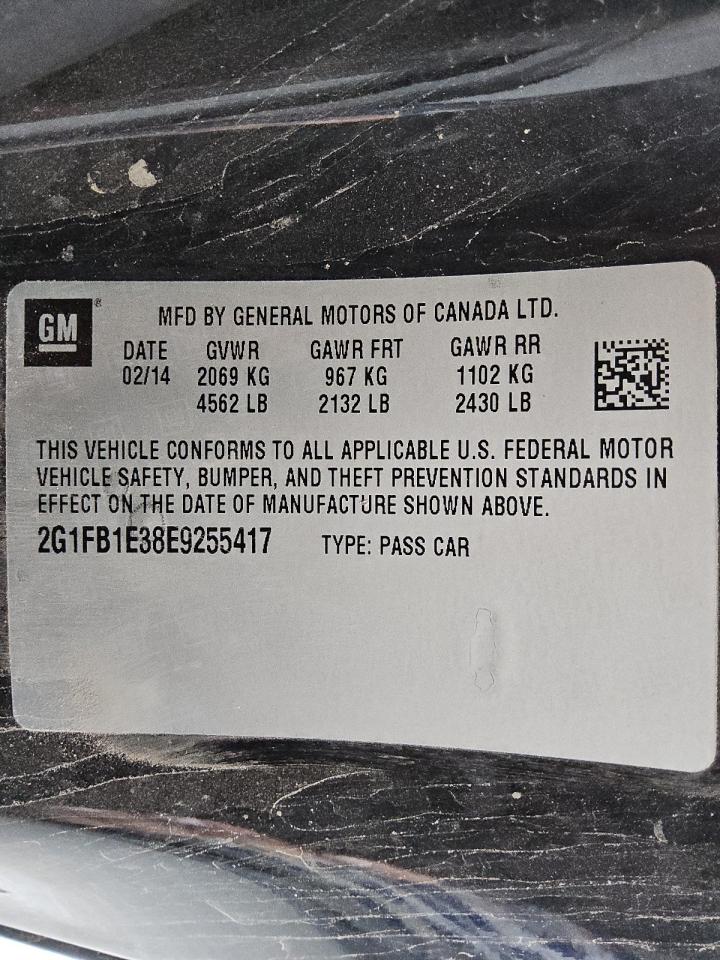 GM®
MFD BY GENERAL MOTORS OF CANADA LTD.
DATE GVWR GAWR FRT GAWR RR
02/14 2069 KG 967 KG 1102 KG
4562 LB 2132 LB 2430 LB
THIS VEHICLE CONFORMS TO ALL APPLICABLE U.S. FEDERAL MOTOR
VEHICLE SAFETY, BUMPER, AND THEFT PREVENTION STANDARDS IN
EFFECT ON THE DATE OF MANUFACTURE SHOWN ABOVE.
2G1FB1E38E9255417 TYPE: PASS CAR